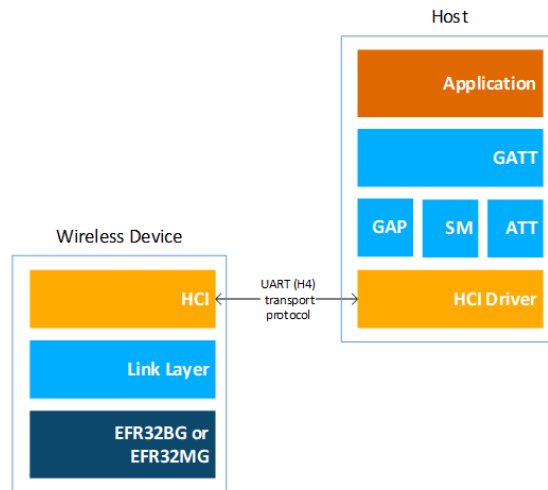 Host
Application
GATT
GAP
SM
ATT
HCI Driver
Wireless Device
HCI
UART (H4)
transport
protocol
Link Layer
EFR32BG or
EFR32MG